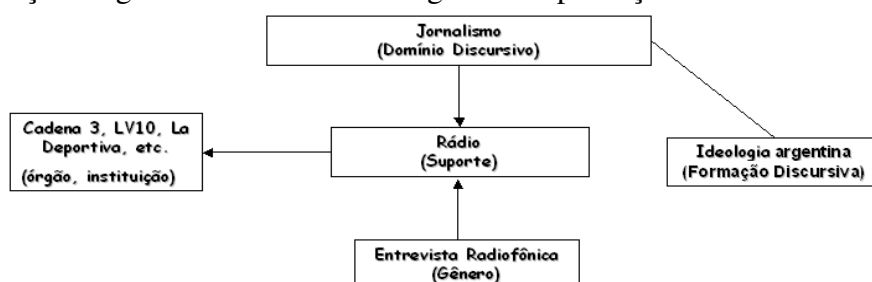 Jornalismo
(Domínio Discursivo)
Cadena 3, LV10, La
Deportiva, etc.
(órgão, instituição)
Rádio
(Suporte)
Ideologia argentina
(Formação Discursiva)
Entrevista Radiofônica
(Gênero)